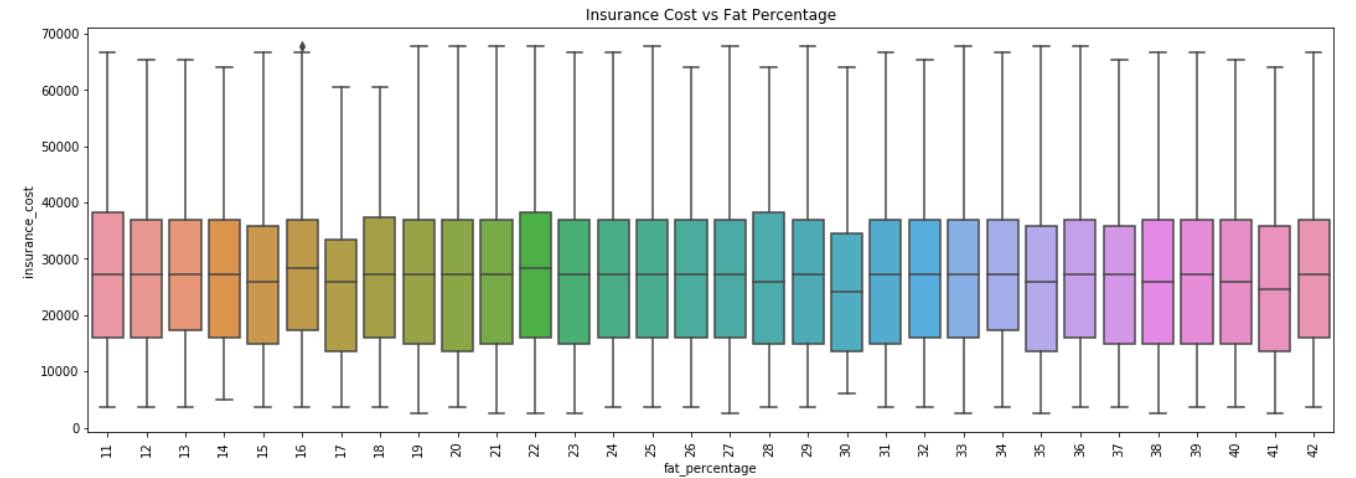 Insurance Cost vs Fat Percentage
70000
60000
50000
40000
30000
20000
10000
0
insurance_cost
11 12 13 14 15 16 17 18 19 20 21 22 23 24 25 26 27 28 29 30 31 32 33 34 35 36 37 38 39 40 41 42
fat_percentage